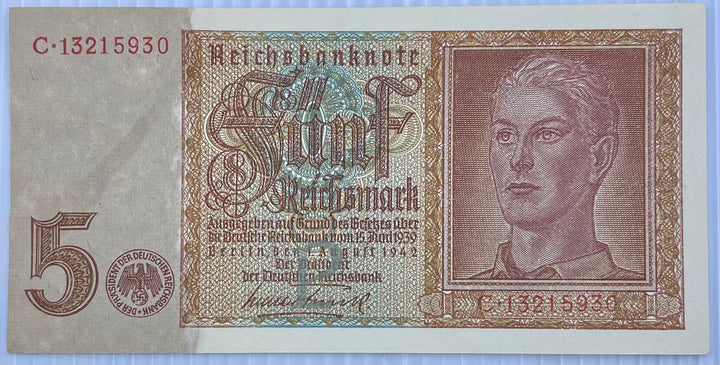 C·13215930
Reichsbanknote
Fünf
Reichsmark
Ausgegeben auf Grund des Gesetzes über
die Deutsche Reichsbank vom 15. Juni 1939
Berlin, den 1. August 1942
Der Präsident
der Deutschen Reichsbank
5
DER PRÄSIDENT DER DEUTSCHEN REICHSBANK
C·13215930